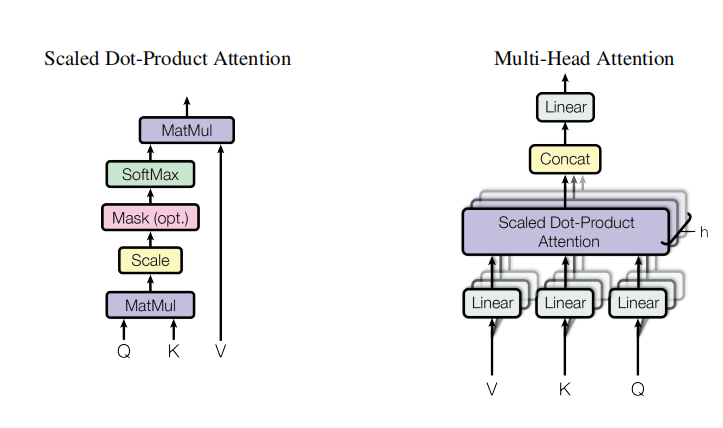 Scaled Dot-Product Attention
MatMul
SoftMax
Mask (opt.)
Scale
MatMul
Q K V
Multi-Head Attention
Linear
Concat
Scaled Dot-Product
Attention
h
Linear Linear Linear
V K Q